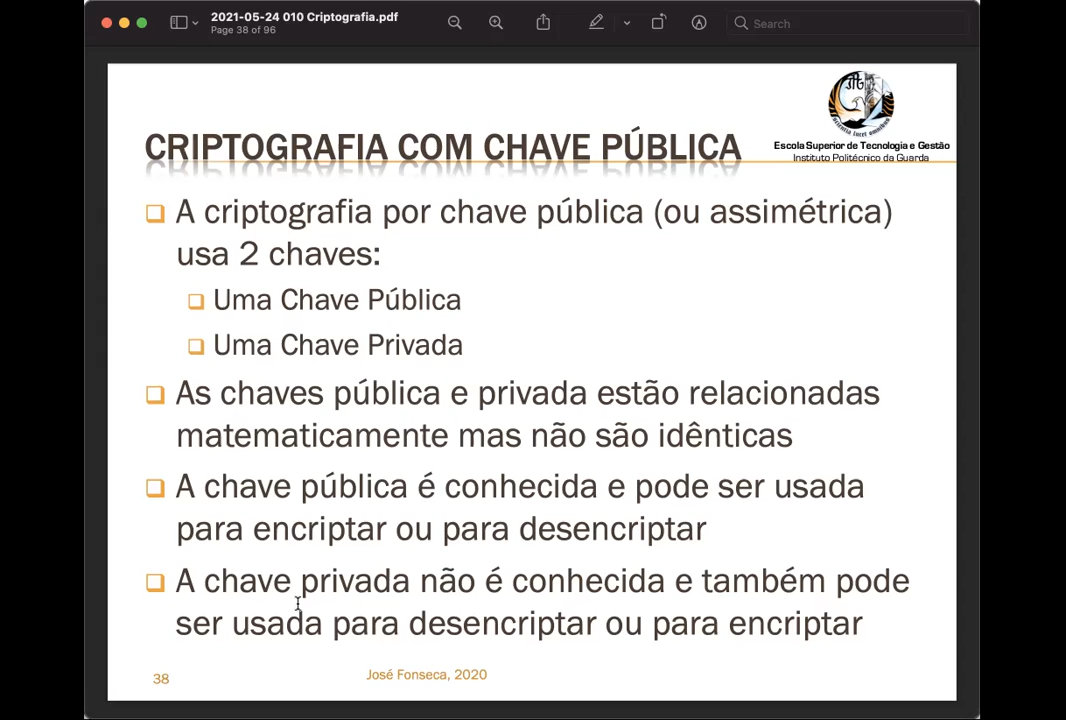 2021-05-24 010 Criptografia.pdf
Page 38 of 96
Search
Escola Superior de Tecnologia e Gestão
Instituto Politécnico da Guarda
CRIPTOGRAFIA COM CHAVE PÚBLICA
A criptografia por chave pública (ou assimétrica)
usa 2 chaves:
Uma Chave Pública
Uma Chave Privada
As chaves pública e privada estão relacionadas
matematicamente mas não são idênticas
A chave pública é conhecida e pode ser usada
para encriptar ou para desencriptar
A chave privada não é conhecida e também pode
ser usada para desencriptar ou para encriptar
38
José Fonseca, 2020